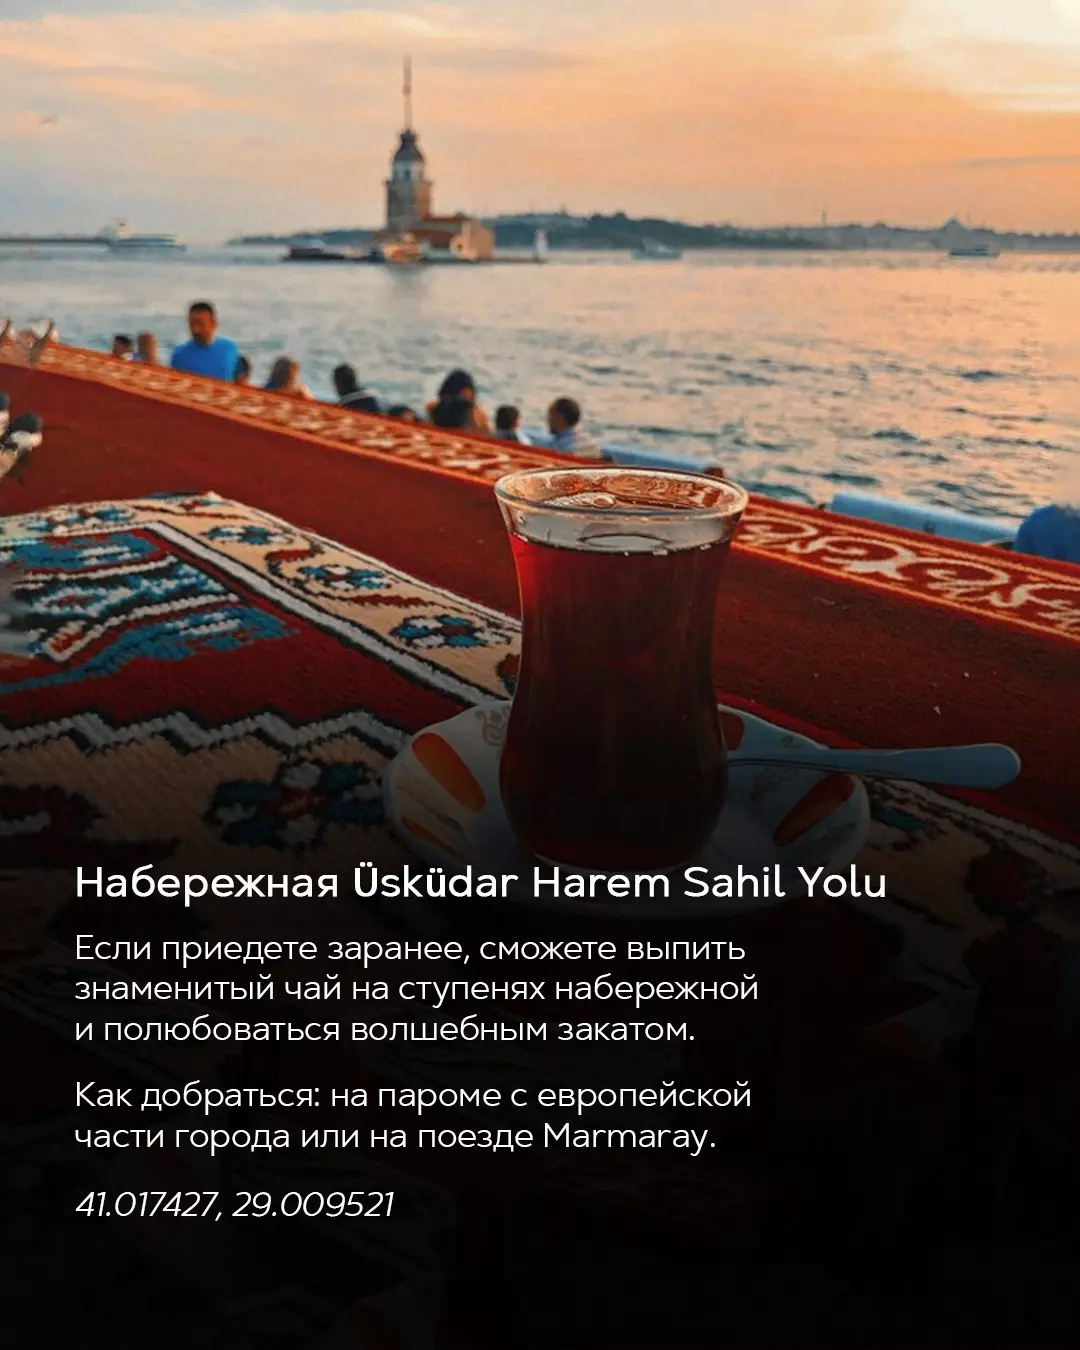 Набережная Üsküdar Harem Sahil Yolu
Если приедете заранее, сможете выпить
знаменитый чай на ступенях набережной
и полюбоваться волшебным закатом.
Как добраться: на пароме с европейской
части города или на поезде Marmaray.
41.017427, 29.009521